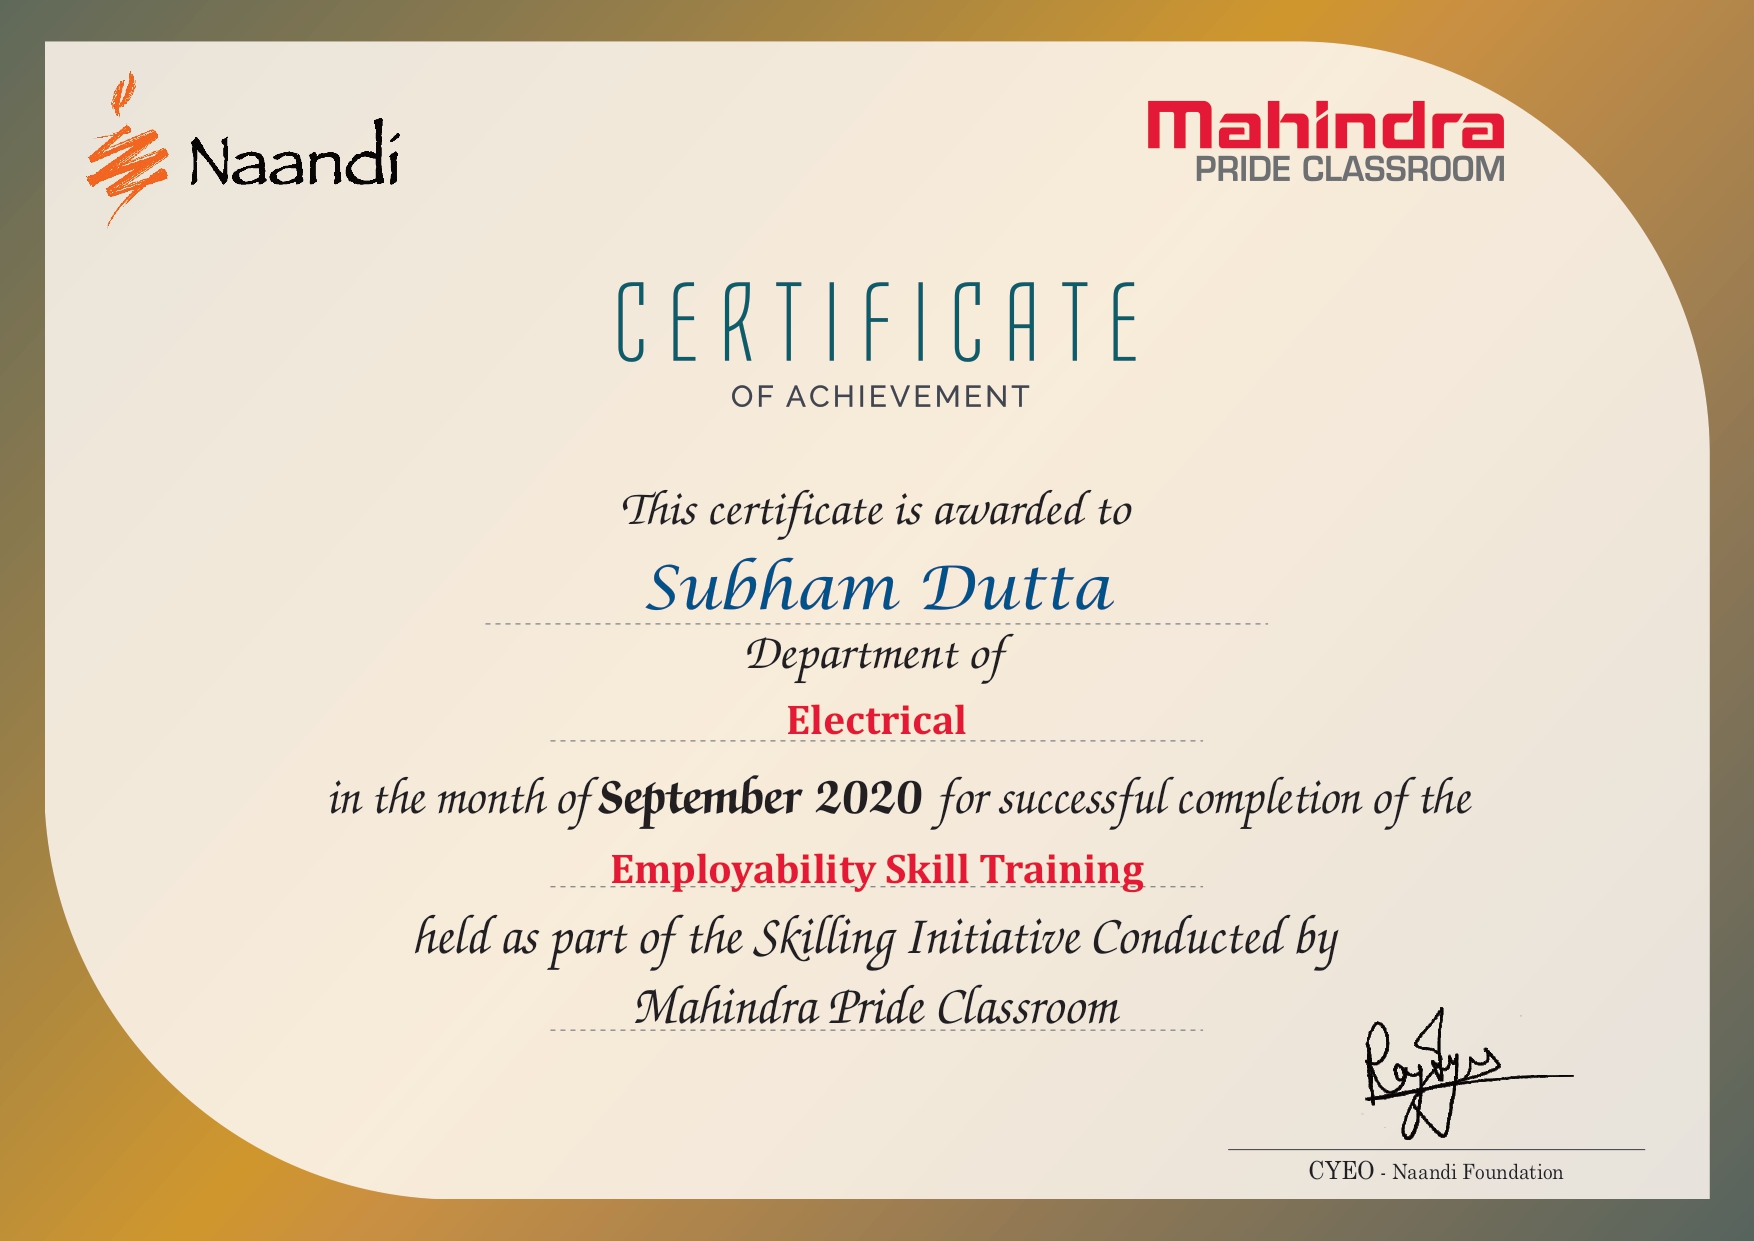 Naandi
Mahindra
PRIDE CLASSROOM
CERTIFICATE
OF ACHIEVEMENT
This certificate is awarded to
Subham Dutta
Department of
Electrical
in the month of September 2020 for successful completion of the
Employability Skill Training
held as part of the Skilling Initiative Conducted by
Mahindra Pride Classroom
CYEO - Naandi Foundation